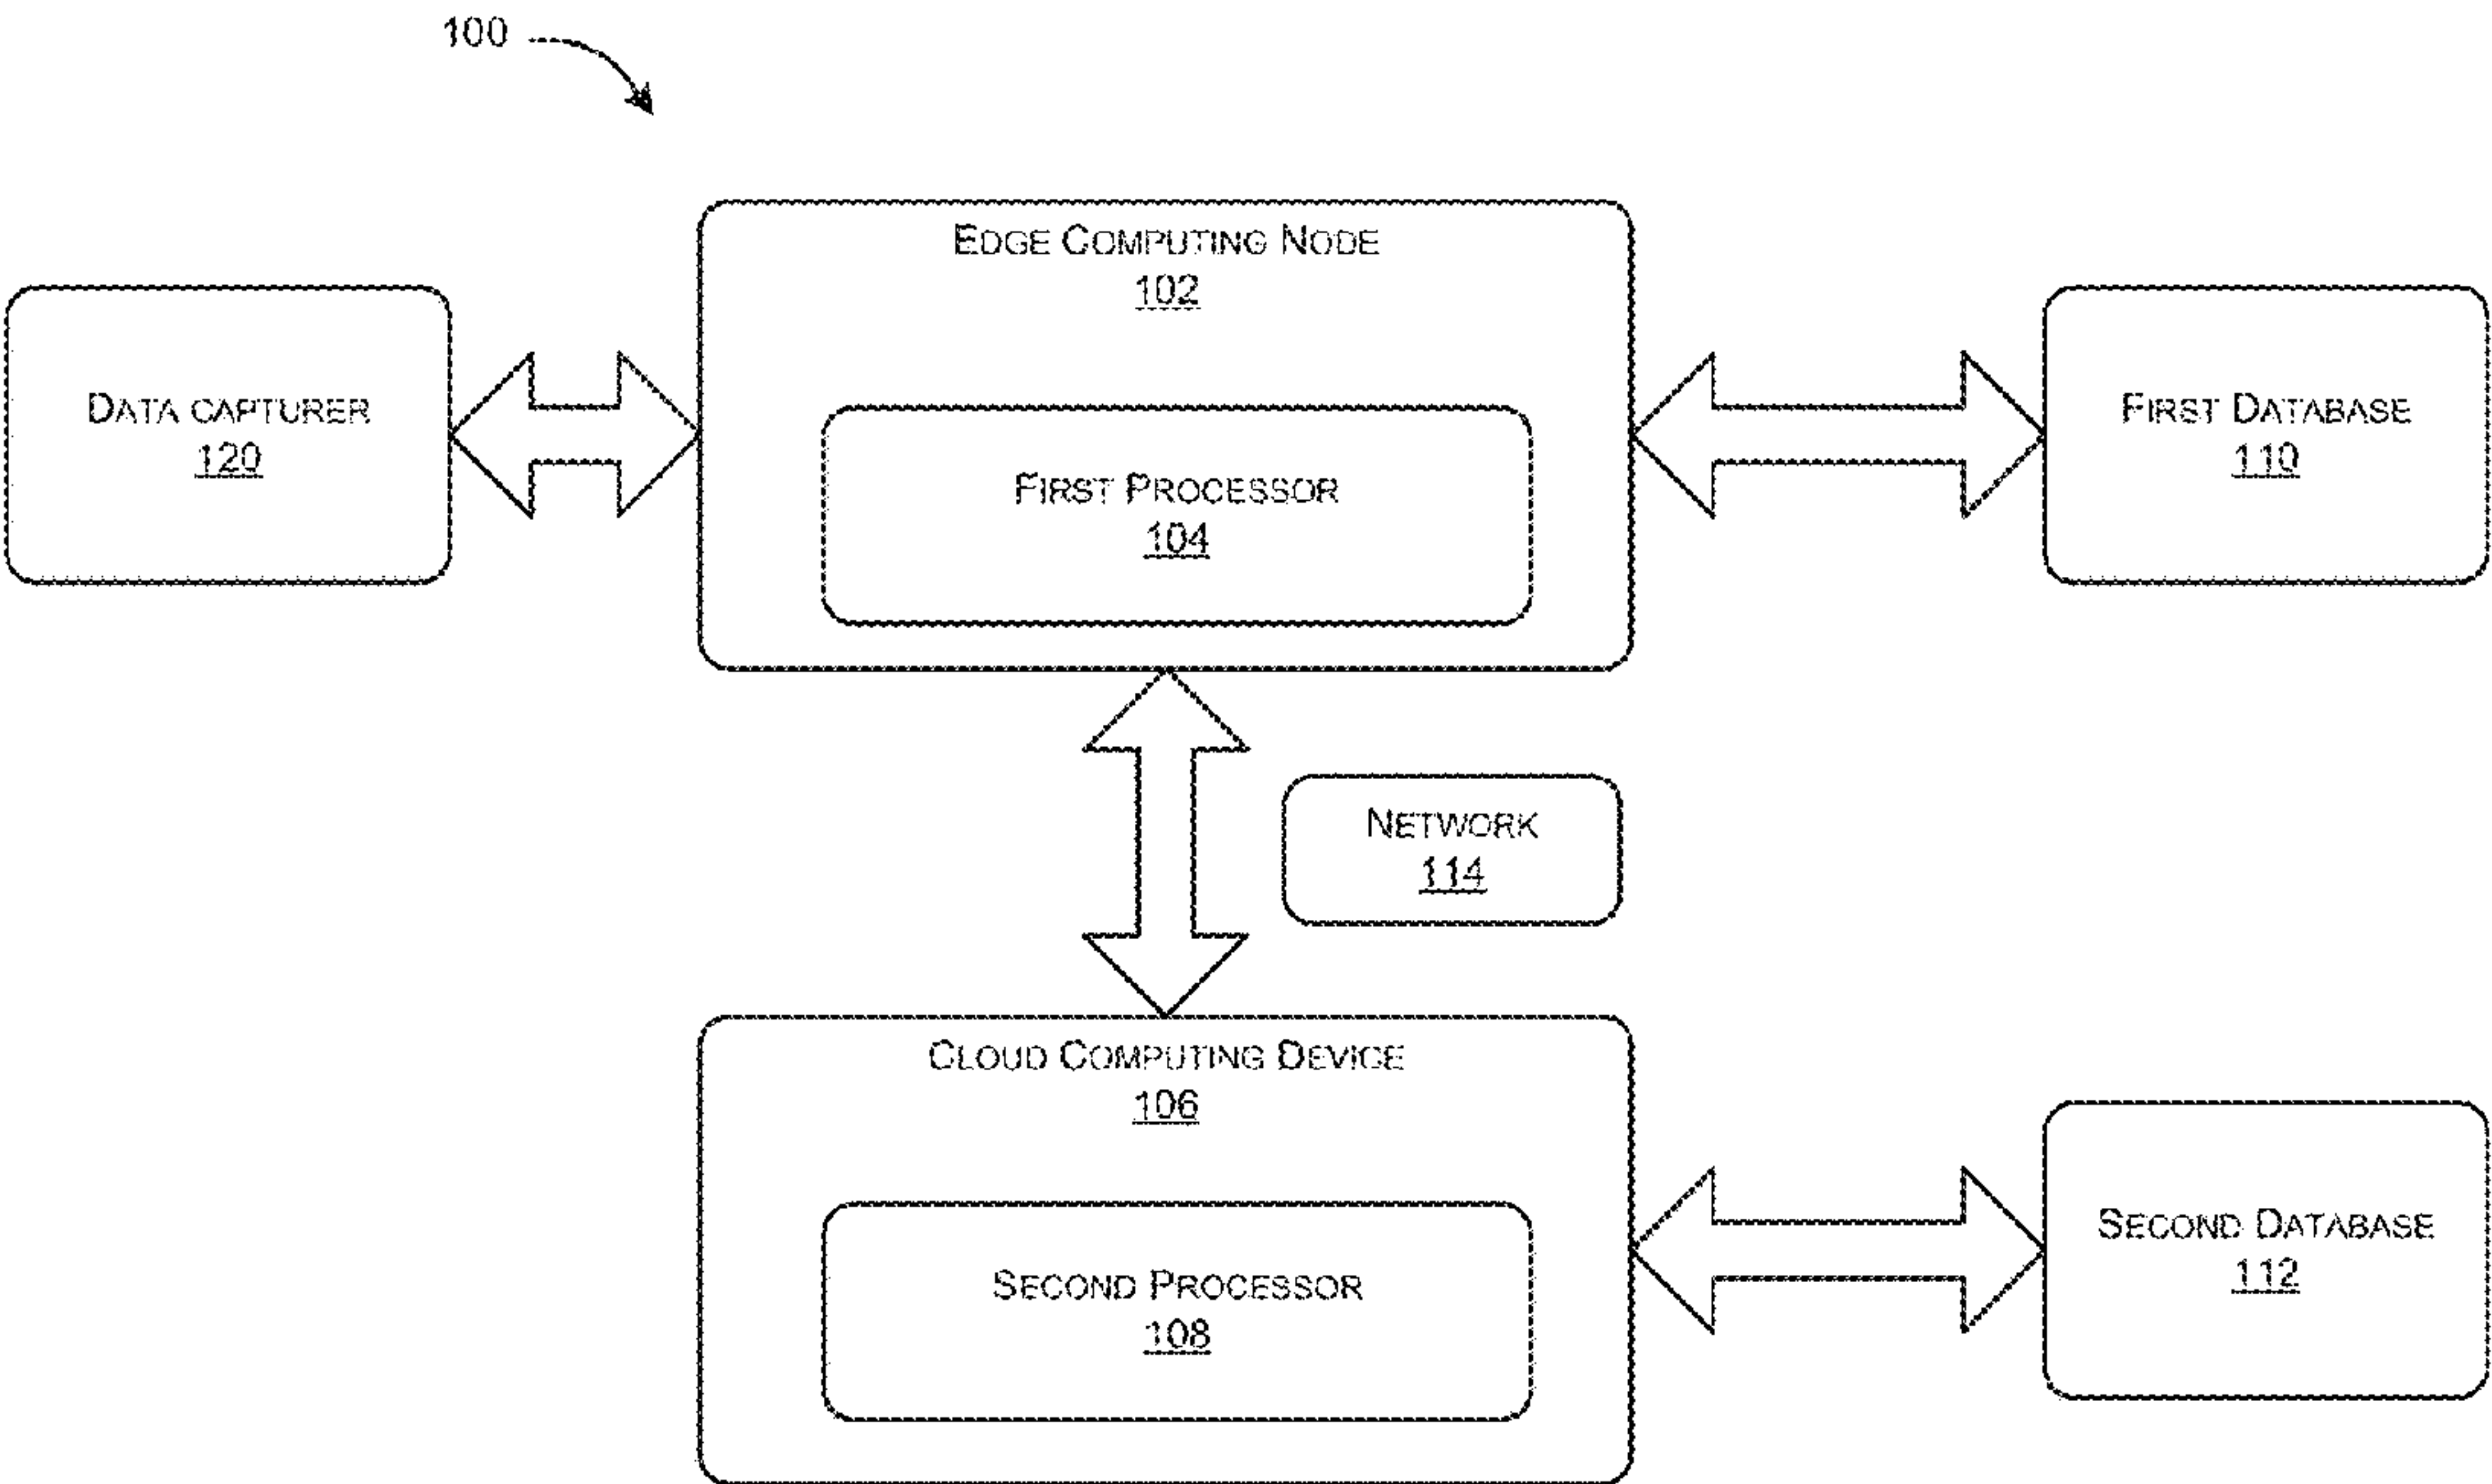 100
EDGE COMPUTING NODE
102
DATA CAPTURER
120
FIRST PROCESSOR
104
FIRST DATABASE
110
NETWORK
114
CLOUD COMPUTING DEVICE
106
SECOND PROCESSOR
108
SECOND DATABASE
112